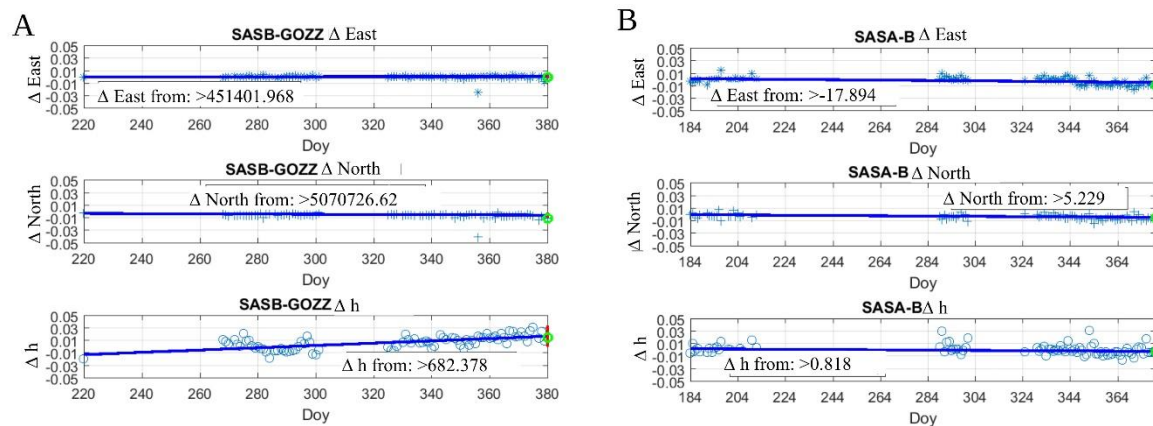 A
SASB-GOZZ Δ East
Δ East
0.05
0.03
0.01
-0.01
-0.03
-0.05
Δ East from: >451401.968
220 240 260 280 300 320 340 360 380
Doy
SASB-GOZZ Δ North
Δ North
0.05
0.03
0.01
-0.01
-0.03
-0.05
Δ North from: >5070726.62
220 240 260 280 300 320 340 360 380
Doy
SASB-GOZZ Δ h
Δ h
0.05
0.03
0.01
-0.01
-0.03
-0.05
Δ h from: >682.378
220 240 260 280 300 320 340 360 380
Doy
B
SASA-B Δ East
Δ East
0.05
0.03
0.01
-0.01
-0.03
-0.05
Δ East from: >-17.894
184 204 224 244 264 284 304 324 344 364
Doy
SASA-B Δ North
Δ North
0.05
0.03
0.01
-0.01
-0.03
-0.05
Δ North from: >5.229
184 204 224 244 264 284 304 324 344 364
Doy
SASA-B Δ h
Δ h
0.05
0.03
0.01
-0.01
-0.03
-0.05
Δ h from: >0.818
184 204 224 244 264 284 304 324 344 364
Doy